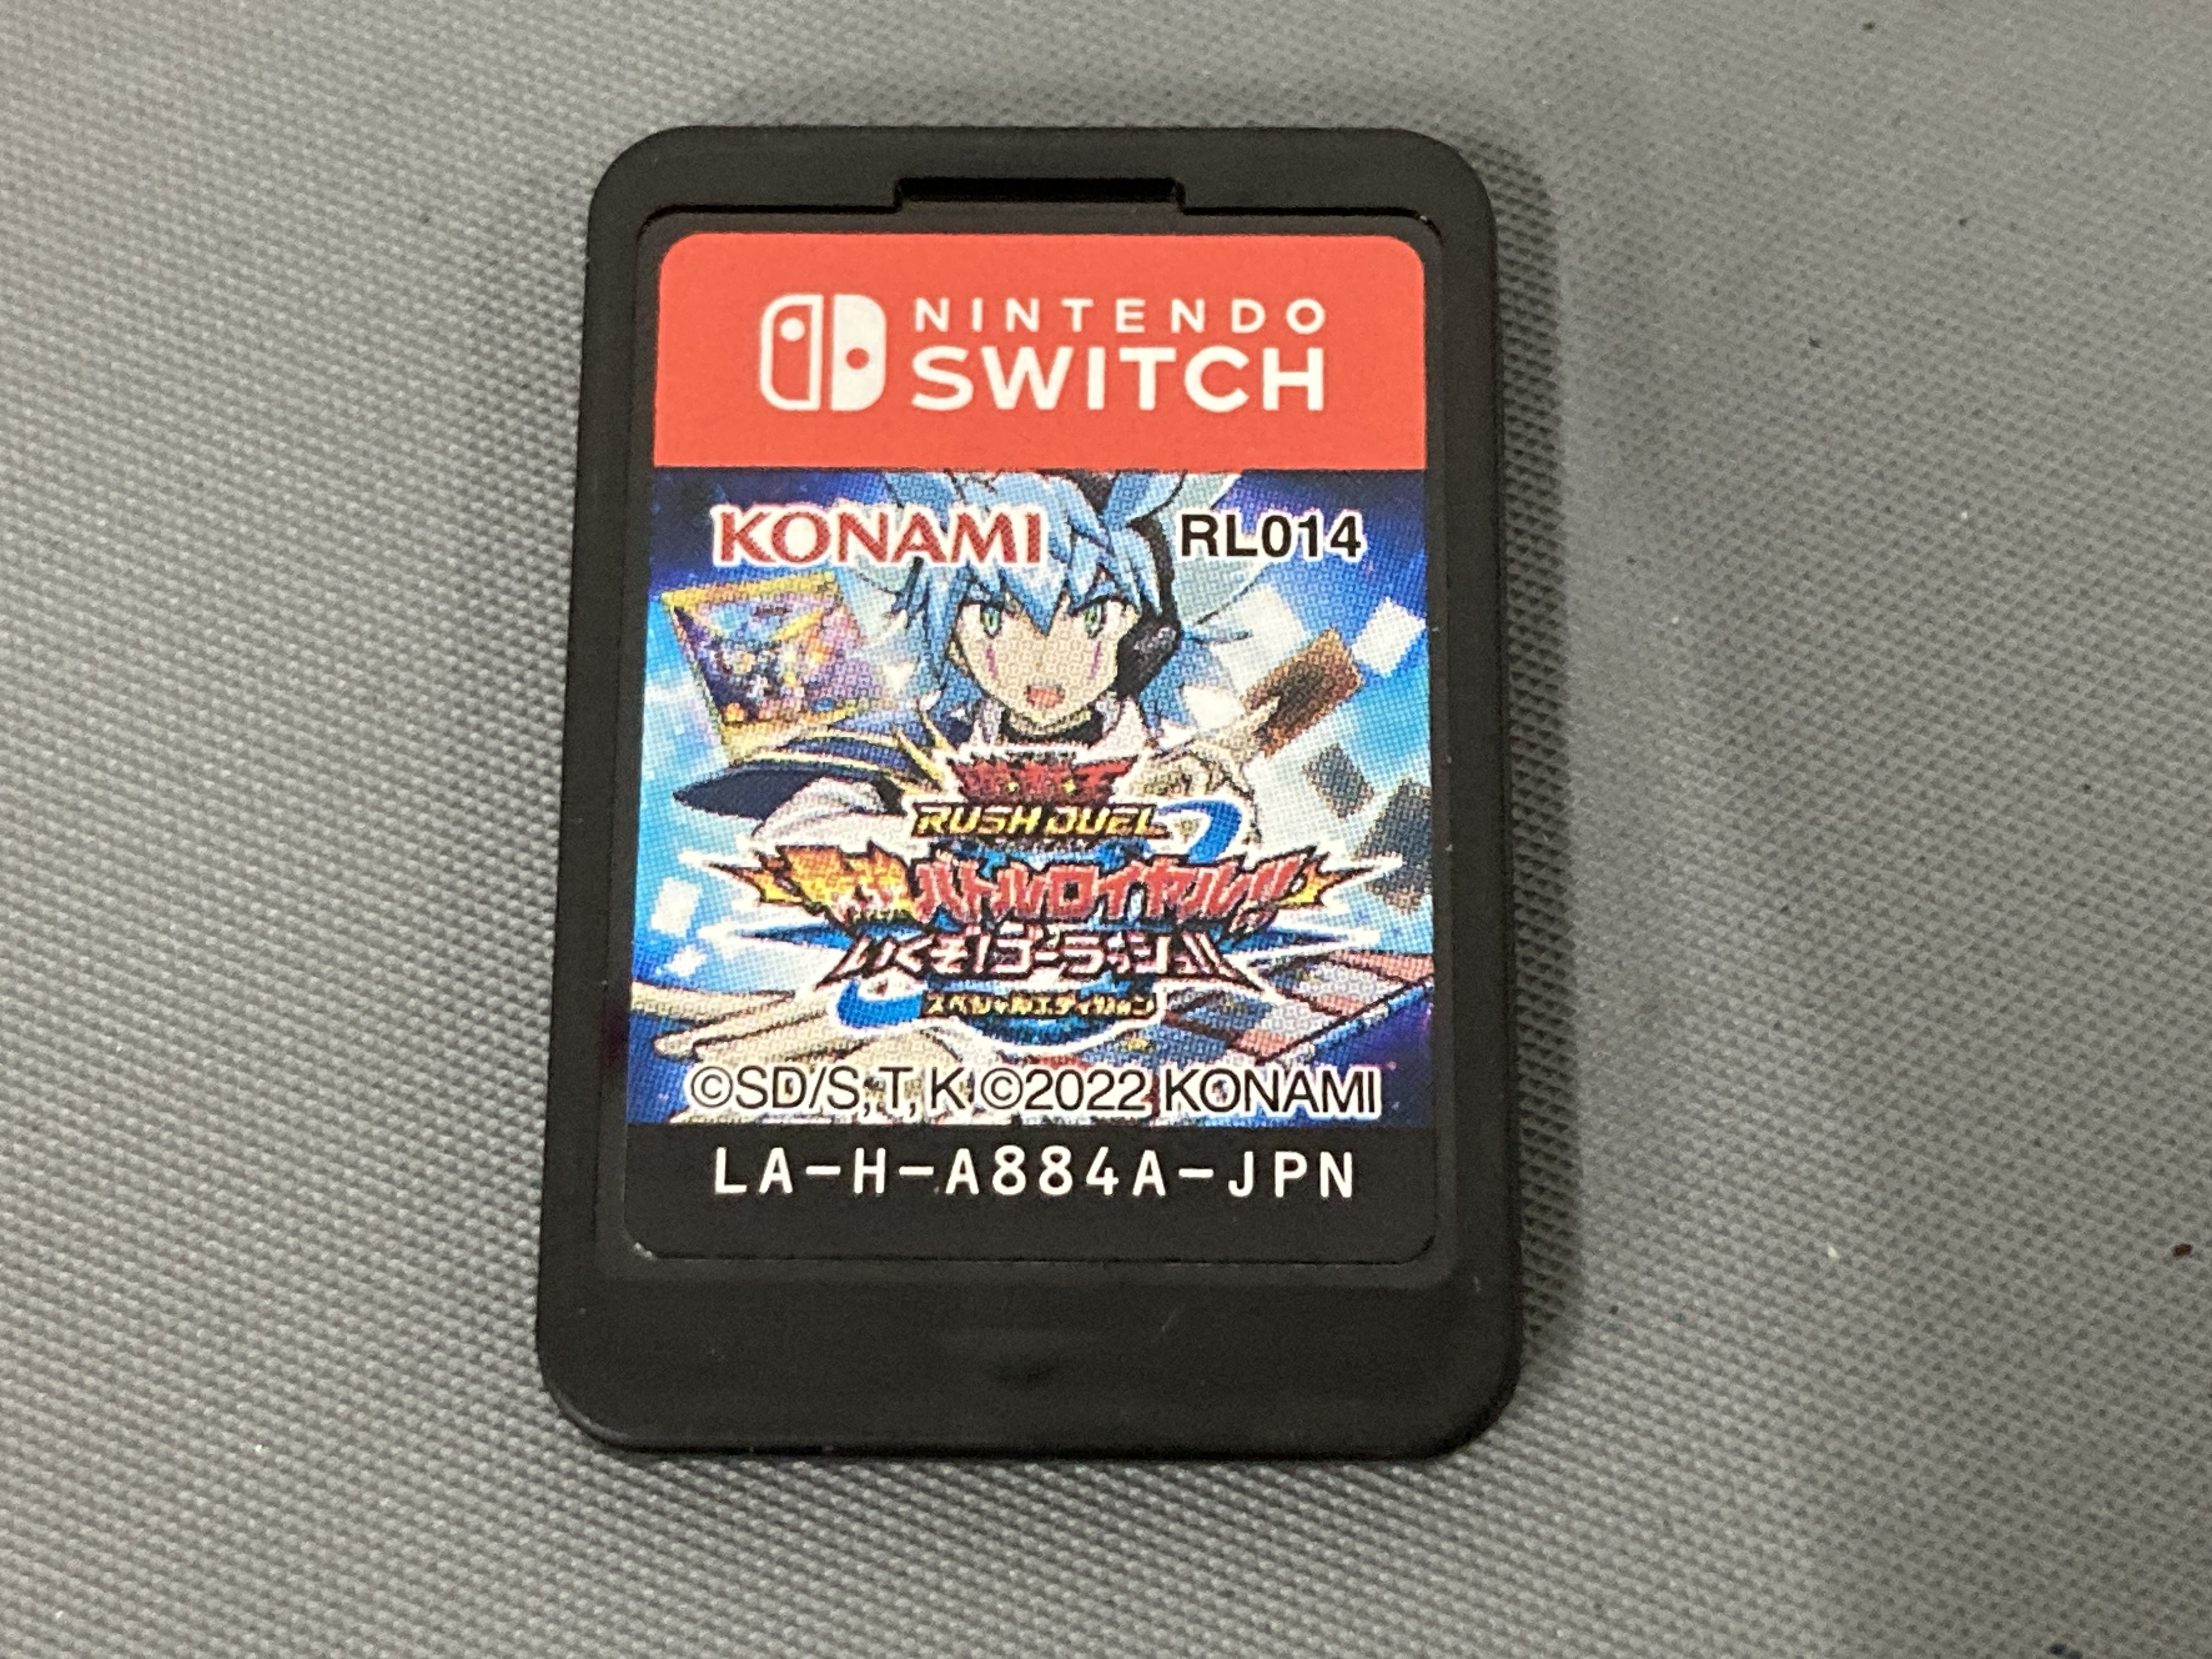 NINTENDO
SWITCH
KONAMI RL014
遊戯王
RUSH DUEL
最強バトルロイヤル!!
いくぞ!ゴーラッシュ!!
スペシャルエディション
©SD/S,T,K ©2022 KONAMI
LA-H-A884A-JPN